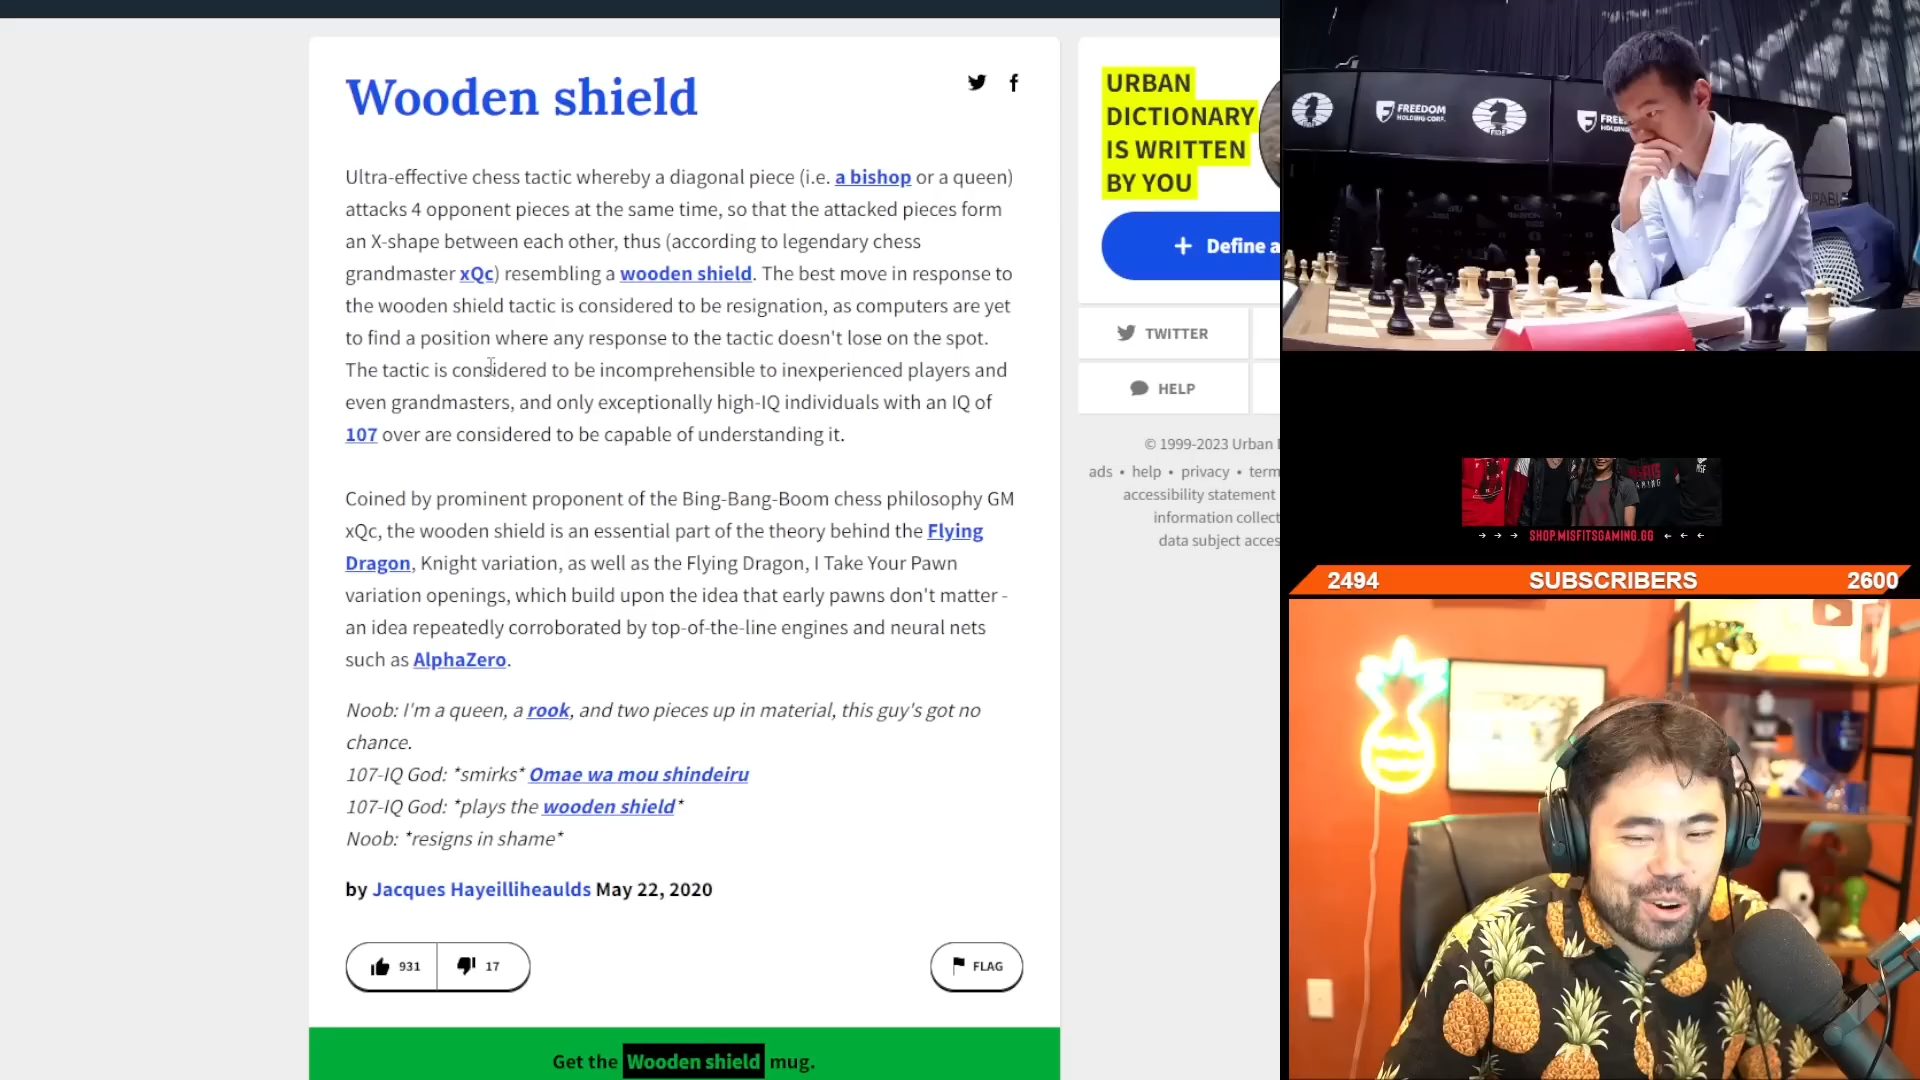 Wooden shield
Ultra-effective chess tactic whereby a diagonal piece (i.e. a bishop or a queen)
attacks 4 opponent pieces at the same time, so that the attacked pieces form
an X-shape between each other, thus (according to legendary chess
grandmaster xQc) resembling a wooden shield. The best move in response to
the wooden shield tactic is considered to be resignation, as computers are yet
to find a position where any response to the tactic doesn't lose on the spot.
The tactic is considered to be incomprehensible to inexperienced players and
even grandmasters, and only exceptionally high-IQ individuals with an IQ of
107 over are considered to be capable of understanding it.
Coined by prominent proponent of the Bing-Bang-Boom chess philosophy GM
xQc, the wooden shield is an essential part of the theory behind the Flying
Dragon, Knight variation, as well as the Flying Dragon, I Take Your Pawn
variation openings, which build upon the idea that early pawns don't matter -
an idea repeatedly corroborated by top-of-the-line engines and neural nets
such as AlphaZero.
Noob: I'm a queen, a rook, and two pieces up in material, this guy's got no
chance.
107-IQ God: *smirks* Omae wa mou shindeiru
107-IQ God: *plays the wooden shield*
Noob: *resigns in shame*
by Jacques Hayeilliheaulds May 22, 2020
931
17
FLAG
Get the Wooden shield mug.
URBAN
DICTIONARY
IS WRITTEN
BY YOU
+ Define a
TWITTER
HELP
© 1999-2023 Urban
ads • help • privacy • term
accessibility statement
information collect
data subject acces
FREEDOM
HOLDING CORP.
FIDE
SHOP.MISFITSGAMING.GG
2494 SUBSCRIBERS 2600